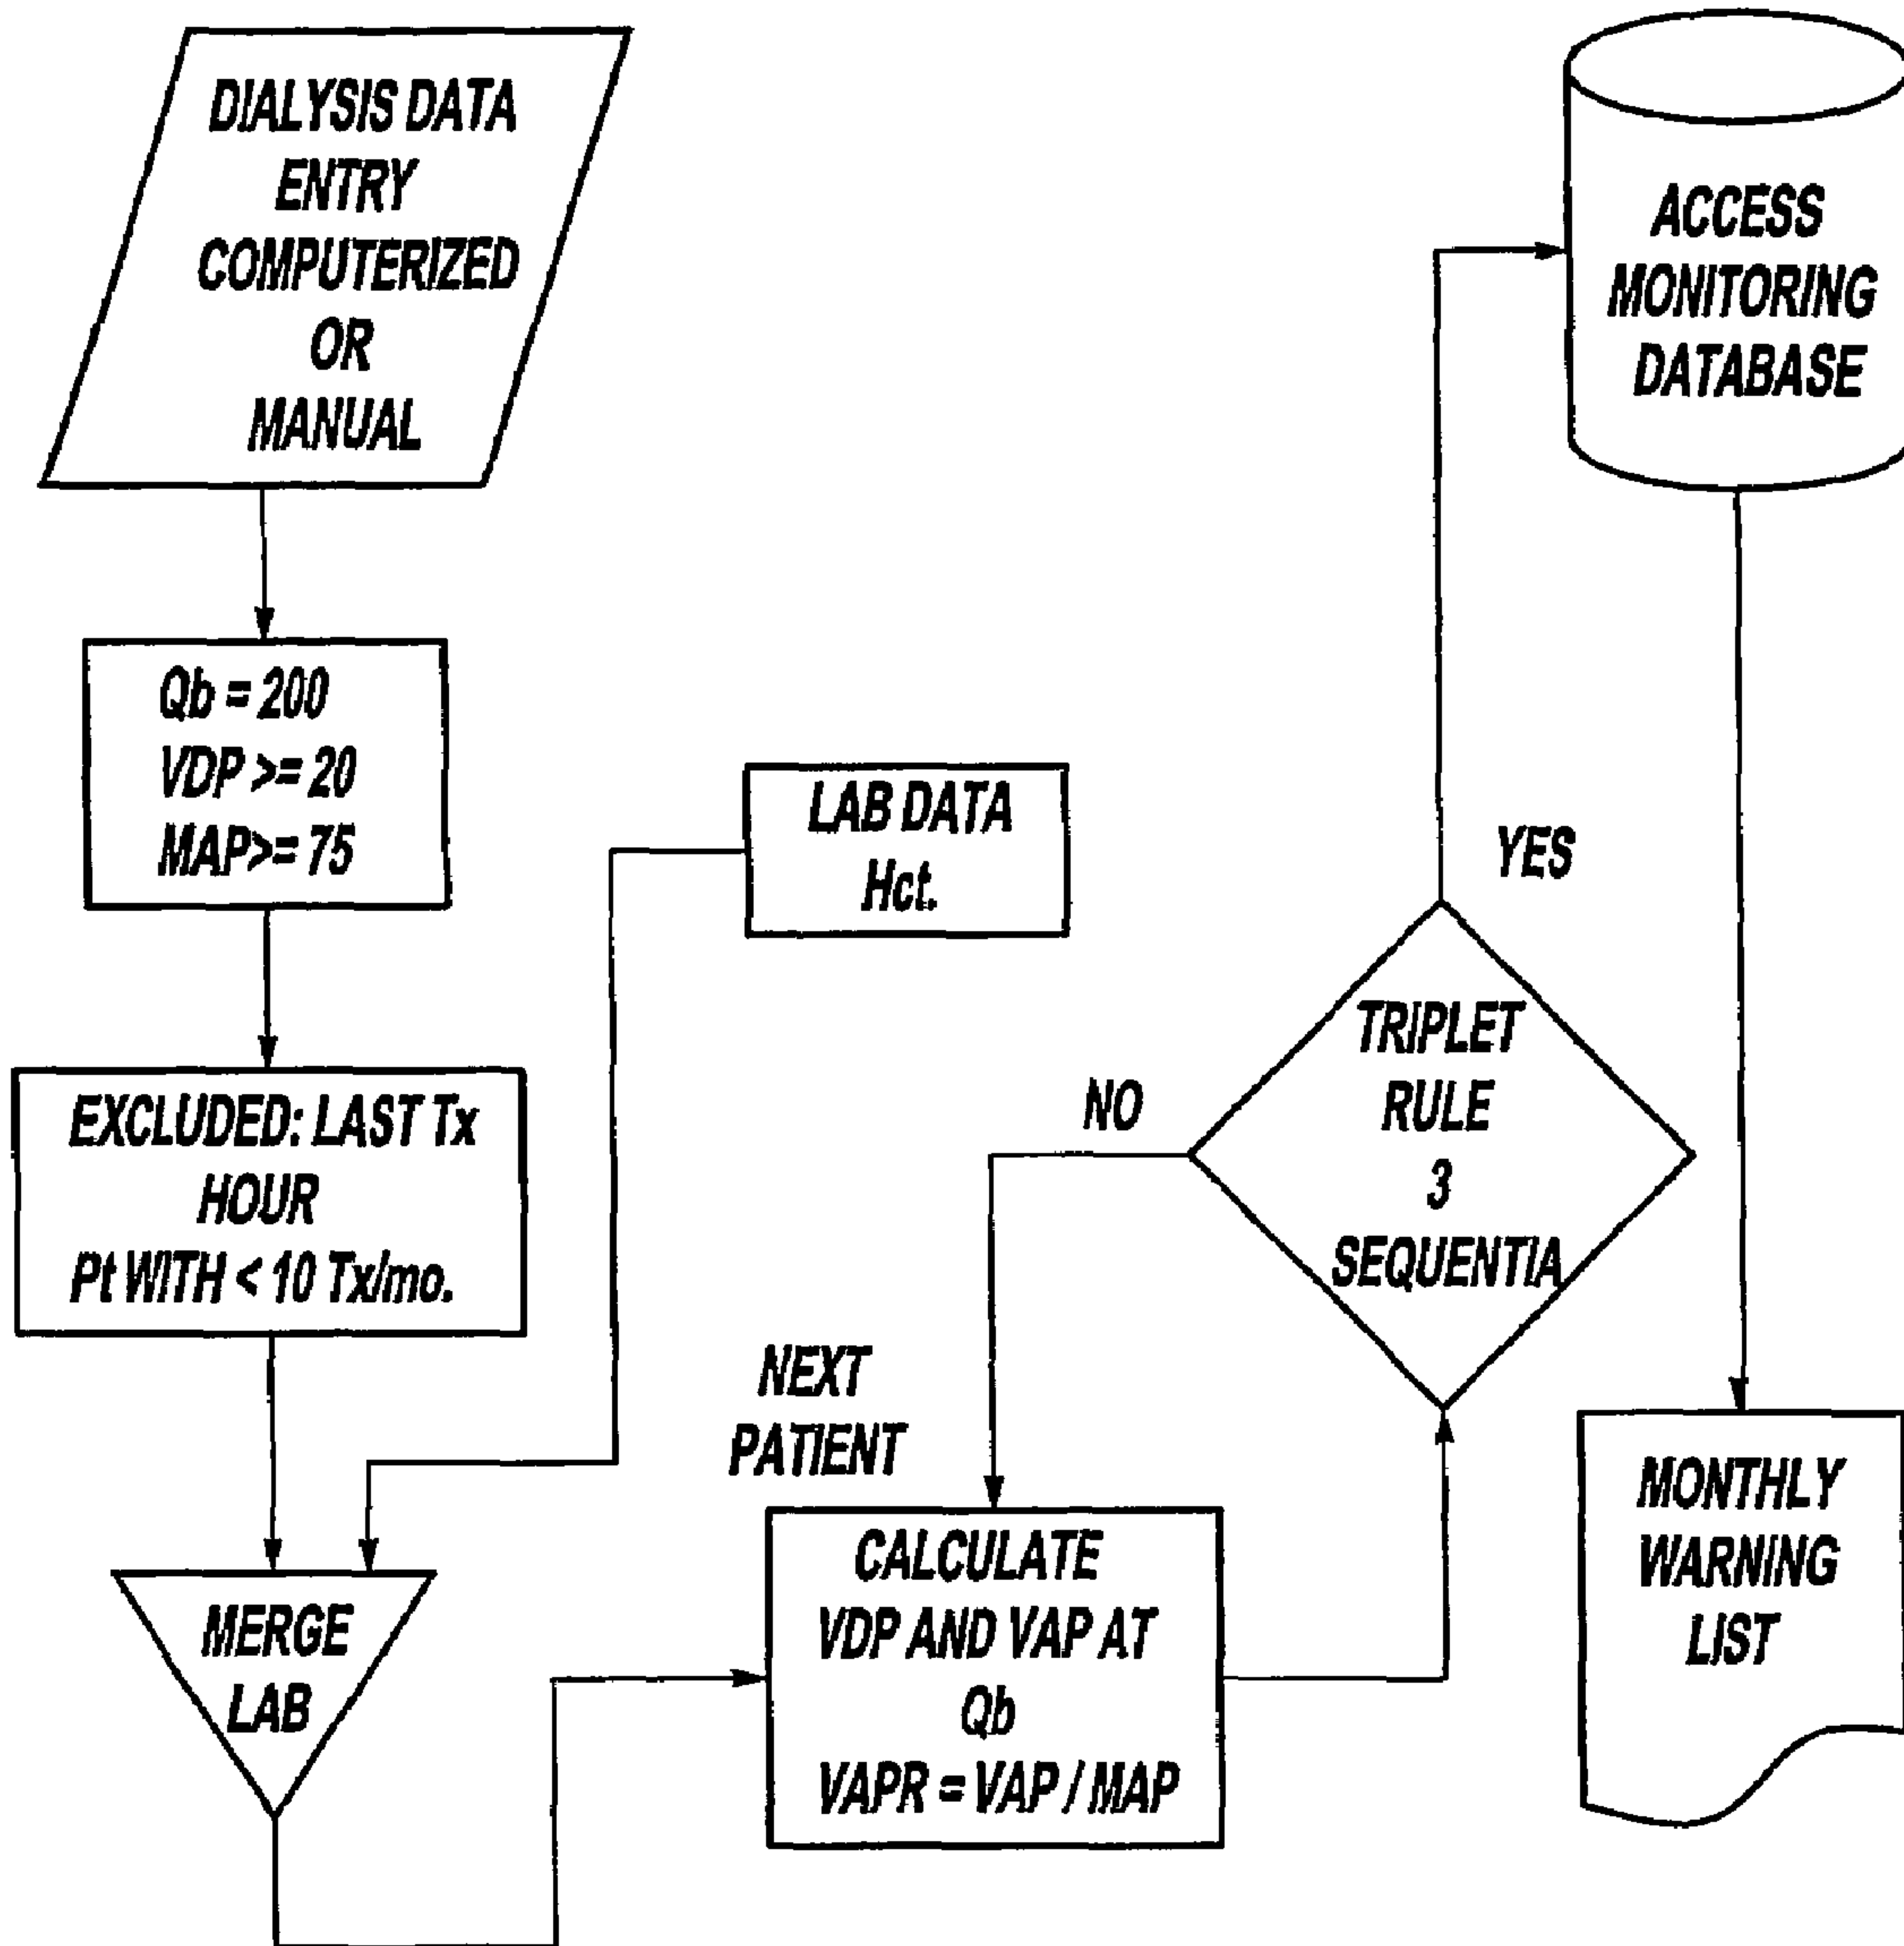 DIALYSIS DATA
ENTRY
COMPUTERIZED
OR
MANUAL
Qb = 200
VDP >= 20
MAP>= 75
EXCLUDED: LAST Tx
HOUR
Pt WITH < 10 Tx/mo.
LAB DATA
Hct.
MERGE
LAB
NEXT
PATIENT
CALCULATE
VDP AND VAP AT
Qb
VAPR = VAP / MAP
NO
TRIPLET
RULE
3
SEQUENTIA
YES
ACCESS
MONITORING
DATABASE
MONTHLY
WARNING
LIST